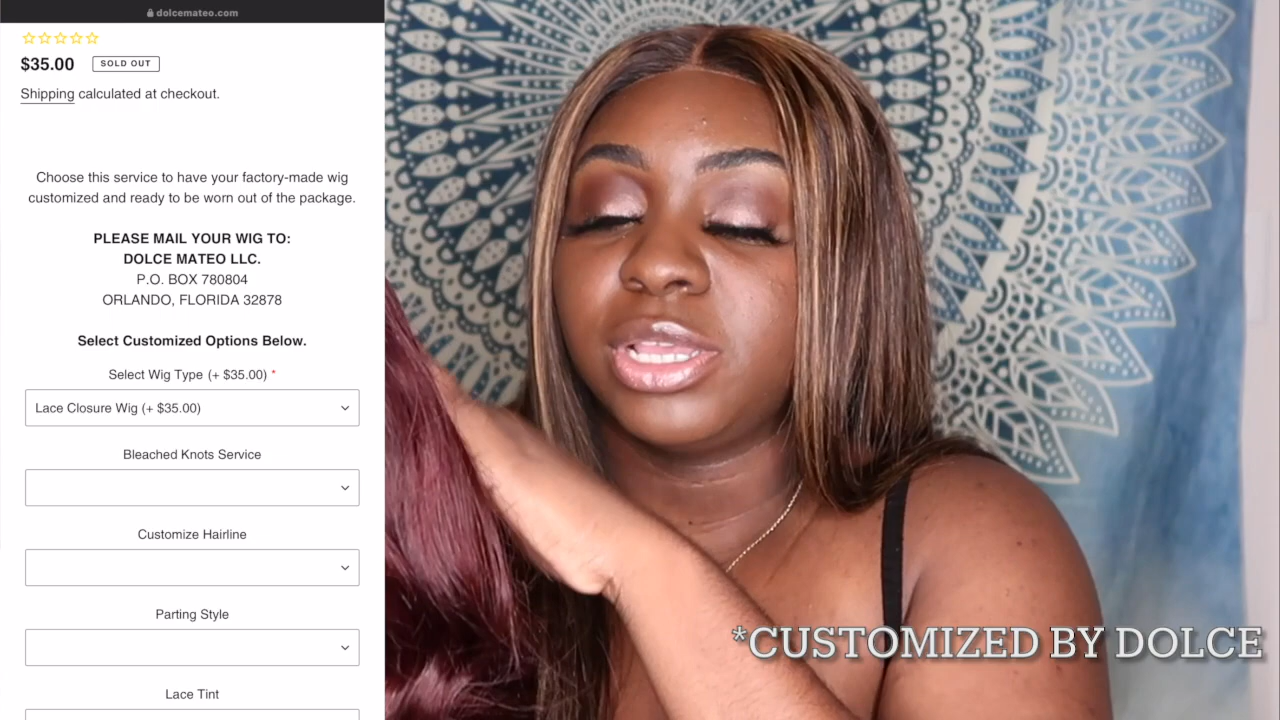 dolcemateo.com
$35.00 SOLD OUT
Shipping calculated at checkout.
Choose this service to have your factory-made wig
customized and ready to be worn out of the package.
PLEASE MAIL YOUR WIG TO:
DOLCE MATEO LLC.
P.O. BOX 780804
ORLANDO, FLORIDA 32878
Select Customized Options Below.
Select Wig Type (+ $35.00) *
Lace Closure Wig (+ $35.00)
Bleached Knots Service
Customize Hairline
Parting Style
Lace Tint
*CUSTOMIZED BY DOLCE